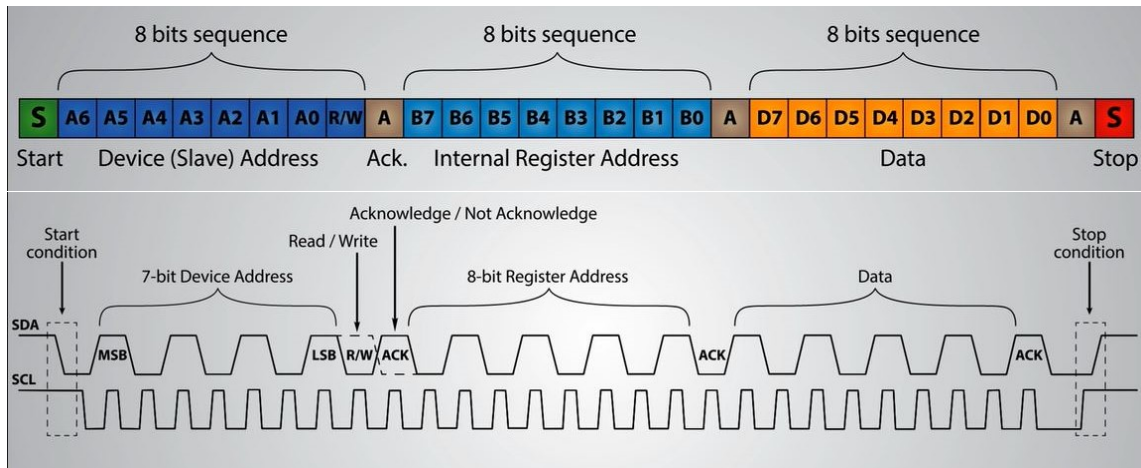 8 bits sequence 8 bits sequence 8 bits sequence
S A6 A5 A4 A3 A2 A1 A0 R/W A B7 B6 B5 B4 B3 B2 B1 B0 A D7 D6 D5 D4 D3 D2 D1 D0 A S
Start Device (Slave) Address Ack. Internal Register Address Data Stop
Acknowledge / Not Acknowledge
Start
condition
Read / Write
Stop
condition
7-bit Device Address 8-bit Register Address Data
SDA
MSB LSB R/W ACK ACK ACK
SCL